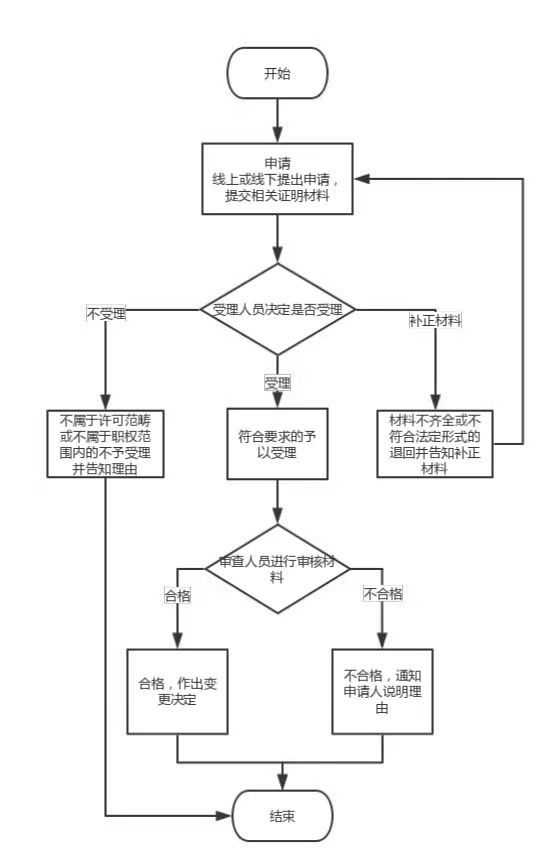 开始
申请
线上或线下提出申请，
提交相关证明材料
受理人员决定是否受理
不受理
补正材料
受理
不属于许可范畴
或不属于职权范
围内的不予受理
并告知理由
符合要求的予
以受理
材料不齐全或不
符合法定形式的
退回并告知补正
材料
审查人员进行审核材
料
合格
不合格
合格，作出变
更决定
不合格，通知
申请人说明理
由
结束